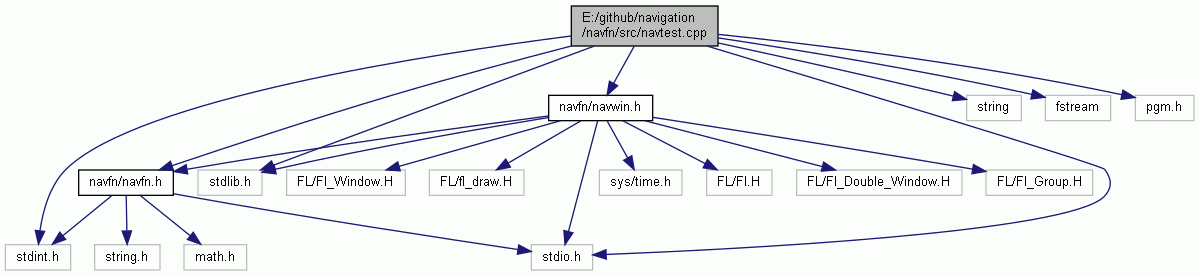 E:/github/navigation
/navfn/src/navtest.cpp
navfn/navwin.h
string
fstream
pgm.h
navfn/navfn.h
stdlib.h
FL/Fl_Window.H
FL/fl_draw.H
sys/time.h
FL/Fl.H
FL/Fl_Double_Window.H
FL/Fl_Group.H
stdint.h
string.h
math.h
stdio.h